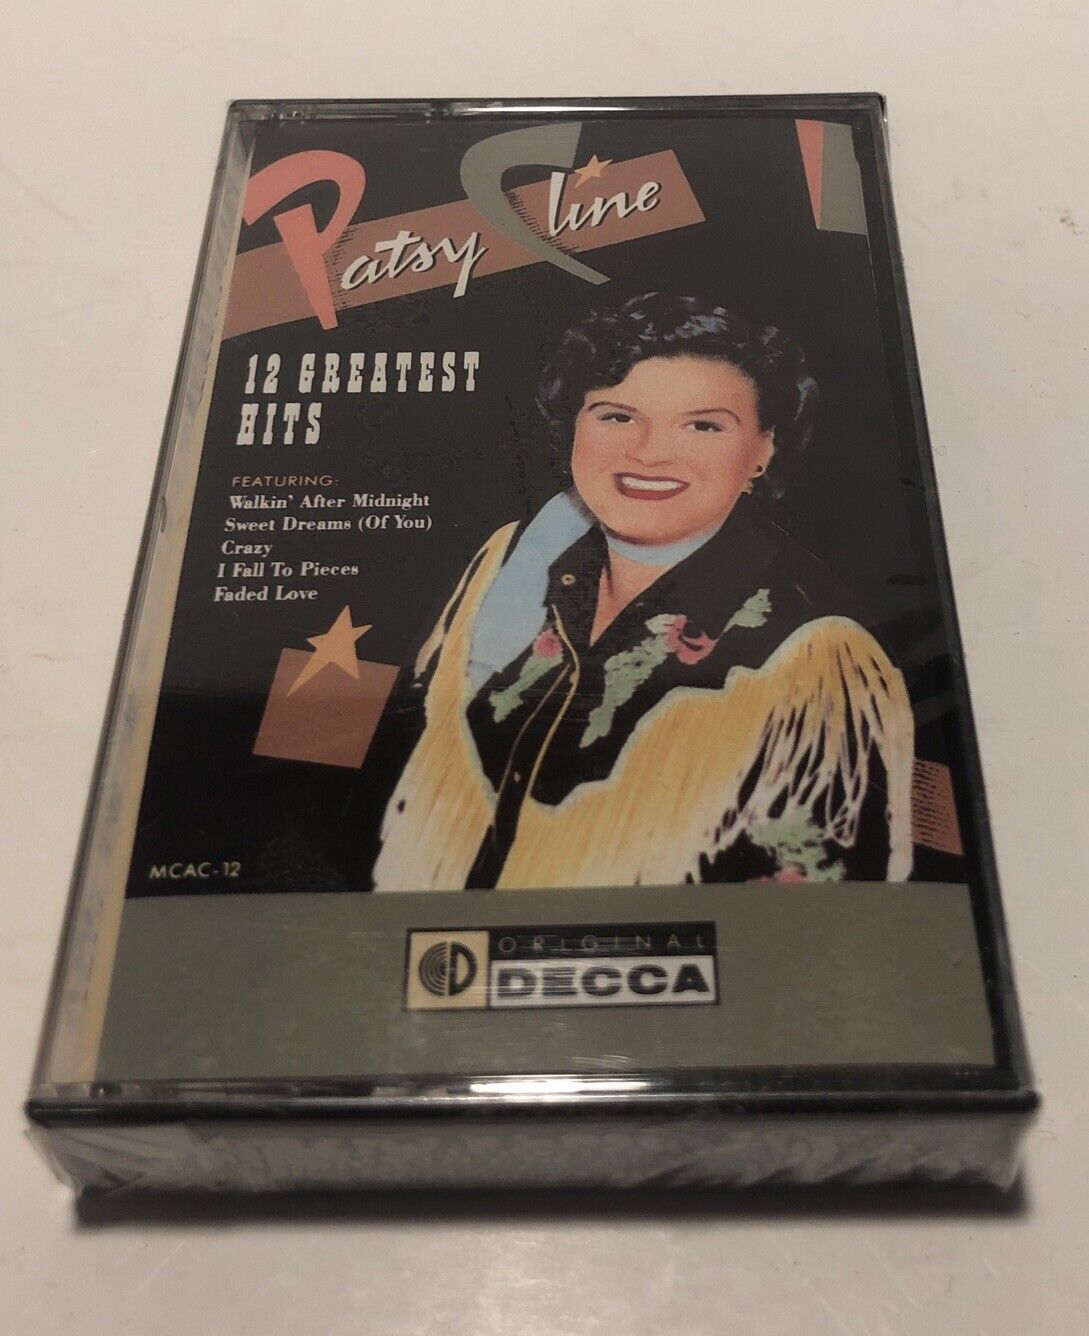 Patsy Cline
12 GREATEST
HITS
FEATURING:
Walkin' After Midnight
Sweet Dreams (Of You)
Crazy
I Fall To Pieces
Faded Love
MCAC-12
ORIGINAL
DECCA